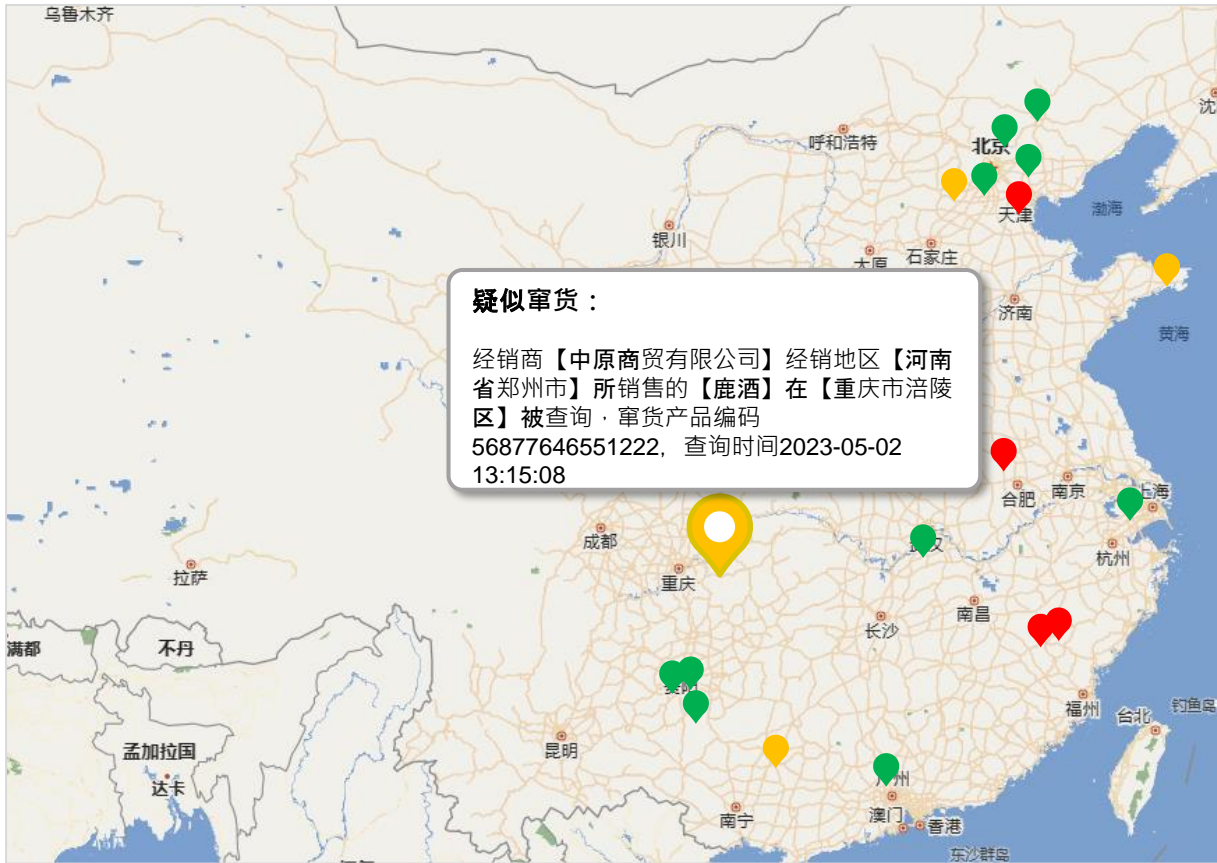 乌鲁木齐
沈
呼和浩特
北京
天津
渤海
银川
石家庄
太原
济南
黄海
疑似窜货：
经销商【中原商贸有限公司】经销地区【河南
省郑州市】所销售的【鹿酒】在【重庆市涪陵
区】被查询，窜货产品编码
56877646551222，查询时间2023-05-02
13:15:08
合肥
南京
上海
成都
杭州
拉萨
重庆
南昌
长沙
满都
不丹
福州
台北
钓鱼岛
孟加拉国
昆明
达卡
广州
南宁
澳门
香港
东沙群岛